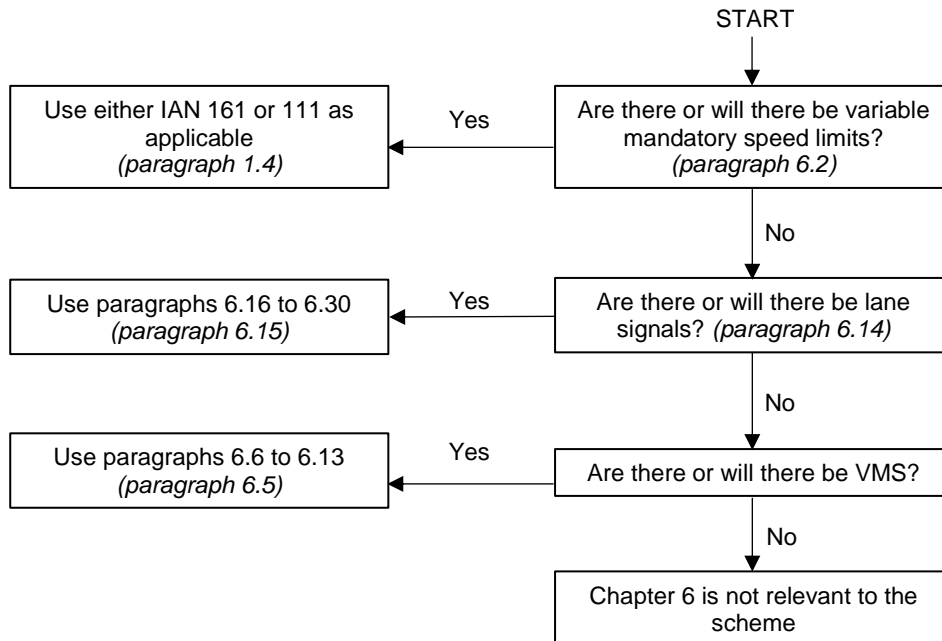 START
Use either IAN 161 or 111 as
applicable
(paragraph 1.4)
Yes
Are there or will there be variable
mandatory speed limits?
(paragraph 6.2)
No
Use paragraphs 6.16 to 6.30
(paragraph 6.15)
Yes
Are there or will there be lane
signals? (paragraph 6.14)
No
Use paragraphs 6.6 to 6.13
(paragraph 6.5)
Yes
Are there or will there be VMS?
No
Chapter 6 is not relevant to the
scheme